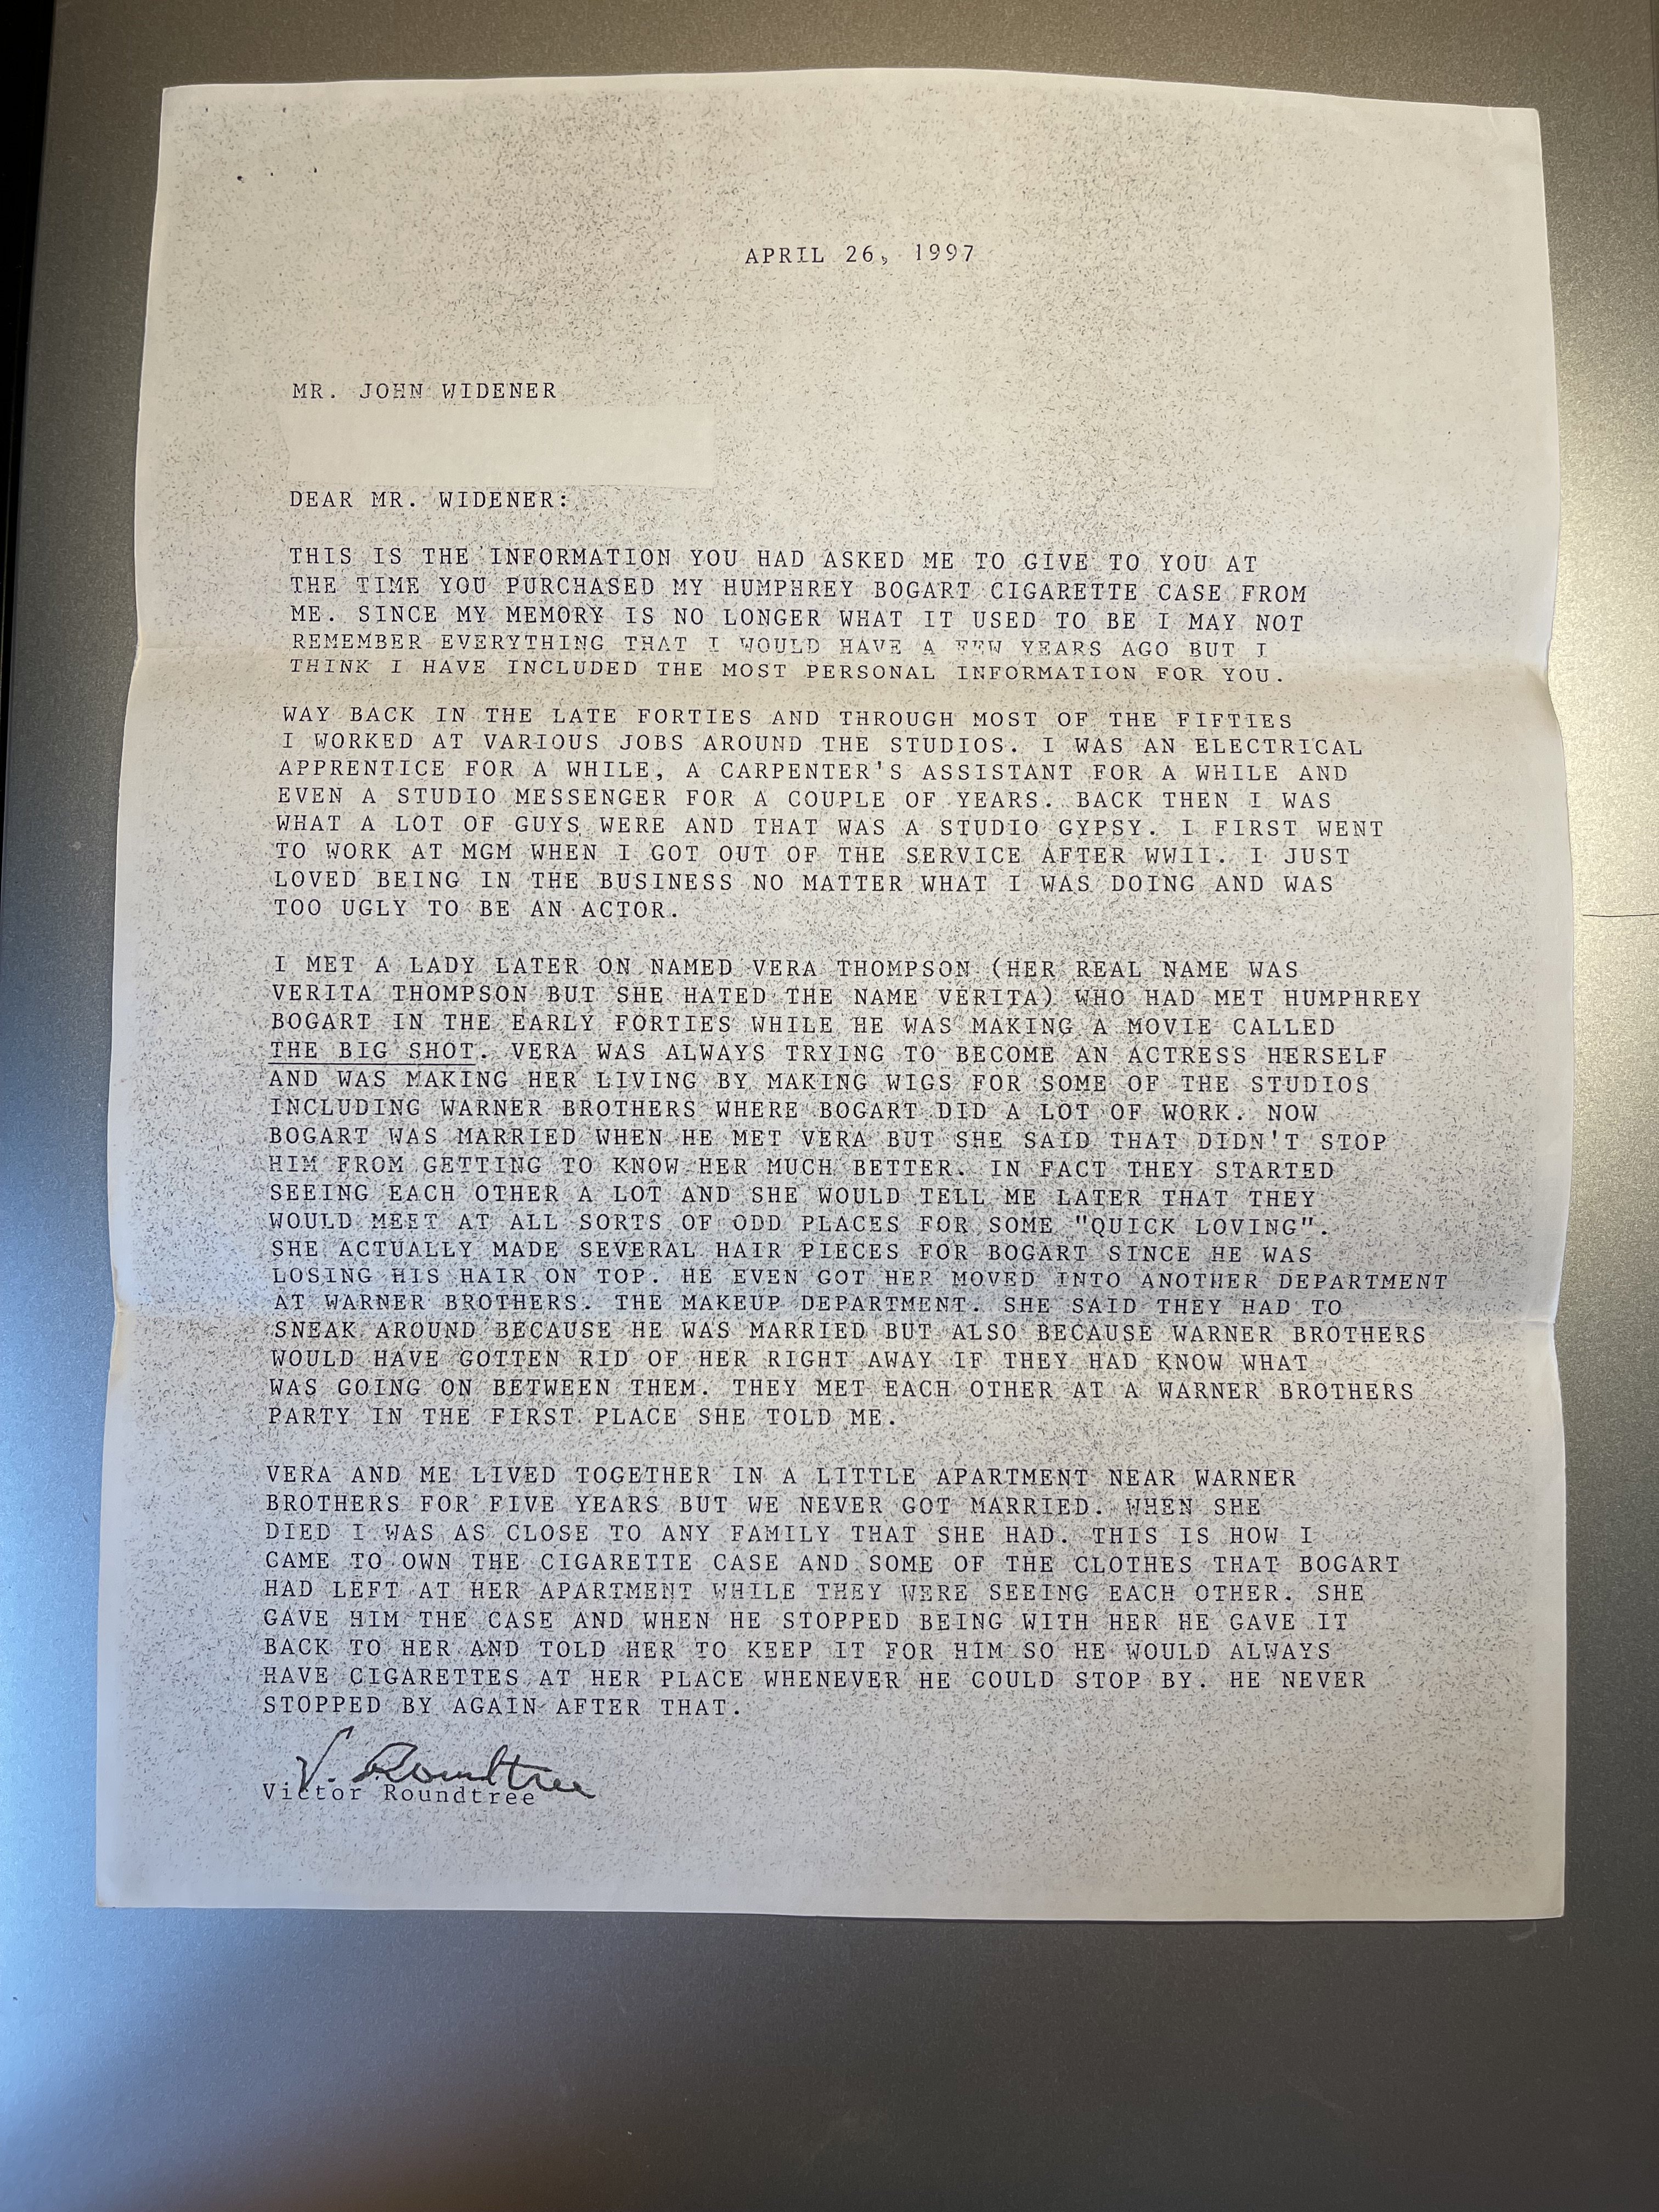 APRIL 26, 1997
MR. JOHN WIDENER
DEAR MR. WIDENER:
THIS IS THE INFORMATION YOU HAD ASKED ME TO GIVE TO YOU AT
THE TIME YOU PURCHASED MY HUMPHREY BOGART CIGARETTE CASE FROM
ME. SINCE MY MEMORY IS NO LONGER WHAT IT USED TO BE I MAY NOT
REMEMBER EVERYTHING THAT I WOULD HAVE A FEW YEARS AGO BUT I
THINK I HAVE INCLUDED THE MOST PERSONAL INFORMATION FOR YOU.
WAY BACK IN THE LATE FORTIES AND THROUGH MOST OF THE FIFTIES
I WORKED AT VARIOUS JOBS AROUND THE STUDIOS. I WAS AN ELECTRICAL
APPRENTICE FOR A WHILE, A CARPENTER'S ASSISTANT FOR A WHILE AND
EVEN A STUDIO MESSENGER FOR A COUPLE OF YEARS. BACK THEN I WAS
WHAT A LOT OF GUYS WERE AND THAT WAS A STUDIO GYPSY. I FIRST WENT
TO WORK AT MGM WHEN I GOT OUT OF THE SERVICE AFTER WWII. I JUST
LOVED BEING IN THE BUSINESS NO MATTER WHAT I WAS DOING AND WAS
TOO UGLY TO BE AN ACTOR.
I MET A LADY LATER ON NAMED VERA THOMPSON (HER REAL NAME WAS
VERITA THOMPSON BUT SHE HATED THE NAME VERITA) WHO HAD MET HUMPHREY
BOGART IN THE EARLY FORTIES WHILE HE WAS MAKING A MOVIE CALLED
THE BIG SHOT. VERA WAS ALWAYS TRYING TO BECOME AN ACTRESS HERSELF
AND WAS MAKING HER LIVING BY MAKING WIGS FOR SOME OF THE STUDIOS
INCLUDING WARNER BROTHERS WHERE BOGART DID A LOT OF WORK. NOW
BOGART WAS MARRIED WHEN HE MET VERA BUT SHE SAID THAT DIDN'T STOP
HIM FROM GETTING TO KNOW HER MUCH BETTER. IN FACT THEY STARTED
SEEING EACH OTHER A LOT AND SHE WOULD TELL ME LATER THAT THEY
WOULD MEET AT ALL SORTS OF ODD PLACES FOR SOME "QUICK LOVING".
SHE ACTUALLY MADE SEVERAL HAIR PIECES FOR BOGART SINCE HE WAS
LOSING HIS HAIR ON TOP. HE EVEN GOT HER MOVED INTO ANOTHER DEPARTMENT
AT WARNER BROTHERS. THE MAKEUP DEPARTMENT. SHE SAID THEY HAD TO
SNEAK AROUND BECAUSE HE WAS MARRIED BUT ALSO BECAUSE WARNER BROTHERS
WOULD HAVE GOTTEN RID OF HER RIGHT AWAY IF THEY HAD KNOW WHAT
WAS GOING ON BETWEEN THEM. THEY MET EACH OTHER AT A WARNER BROTHERS
PARTY IN THE FIRST PLACE SHE TOLD ME.
VERA AND ME LIVED TOGETHER IN A LITTLE APARTMENT NEAR WARNER
BROTHERS FOR FIVE YEARS BUT WE NEVER GOT MARRIED. WHEN SHE
DIED I WAS AS CLOSE TO ANY FAMILY THAT SHE HAD. THIS IS HOW I
CAME TO OWN THE CIGARETTE CASE AND SOME OF THE CLOTHES THAT BOGART
HAD LEFT AT HER APARTMENT WHILE THEY WERE SEEING EACH OTHER. SHE
GAVE HIM THE CASE AND WHEN HE STOPPED BEING WITH HER HE GAVE IT
BACK TO HER AND TOLD HER TO KEEP IT FOR HIM SO HE WOULD ALWAYS
HAVE CIGARETTES AT HER PLACE WHENEVER HE COULD STOP BY. HE NEVER
STOPPED BY AGAIN AFTER THAT.
V. Roundtree
Victor Roundtree